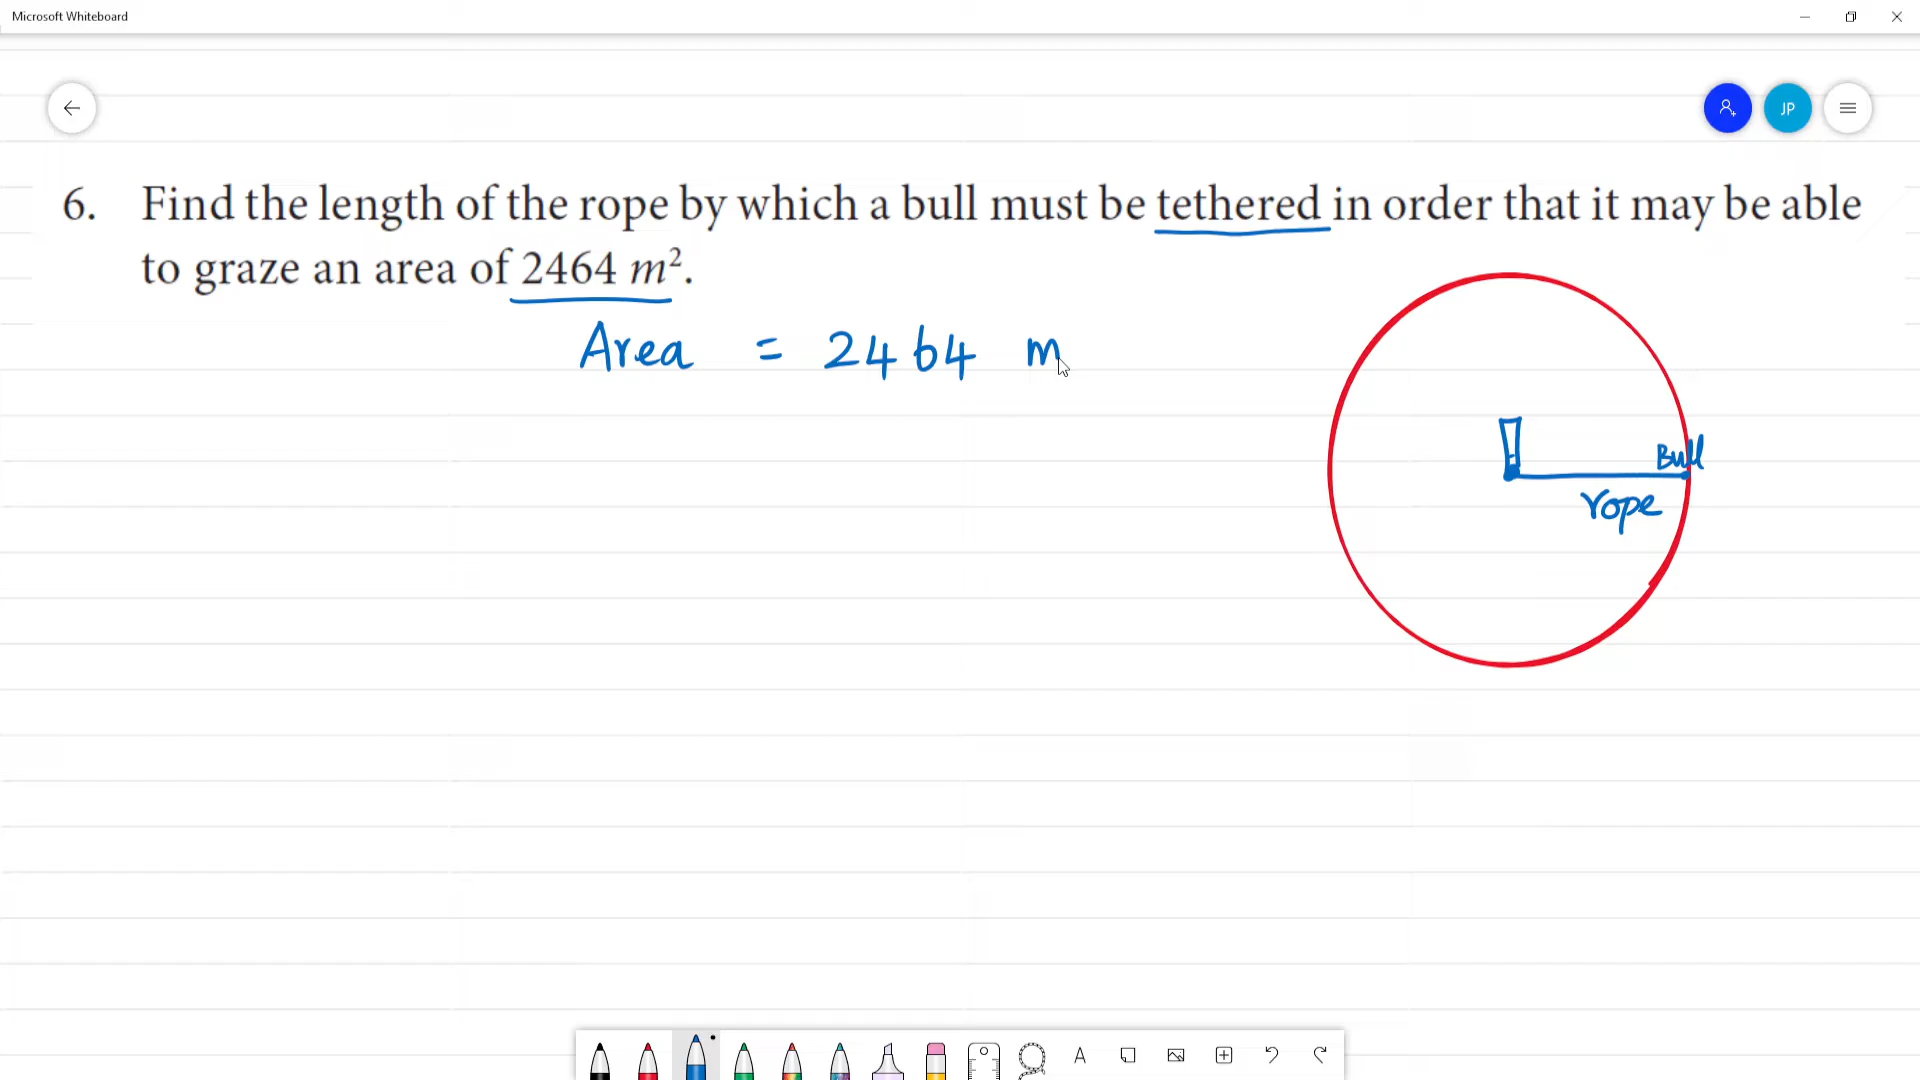 Microsoft Whiteboard
JP
6. Find the length of the rope by which a bull must be tethered in order that it may be able
to graze an area of 2464 m².
Area = 2464 m
Bull
rope
A